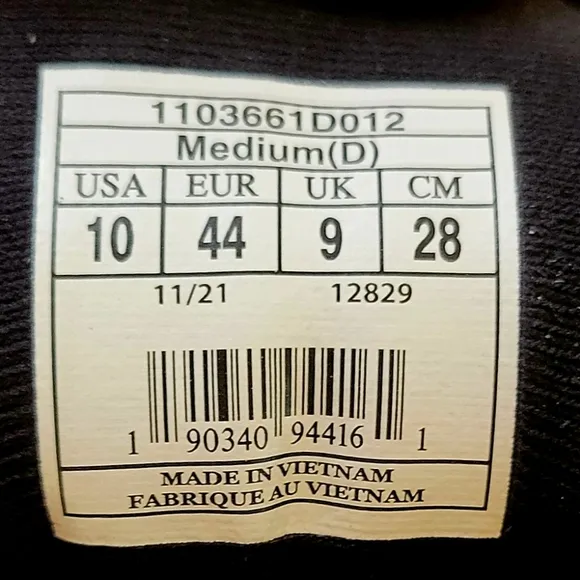 1103661D012
Medium(D)
USA EUR UK CM
10 44 9 28
11/21 12829
1 90340 94416 1
MADE IN VIETNAM
FABRIQUE AU VIETNAM